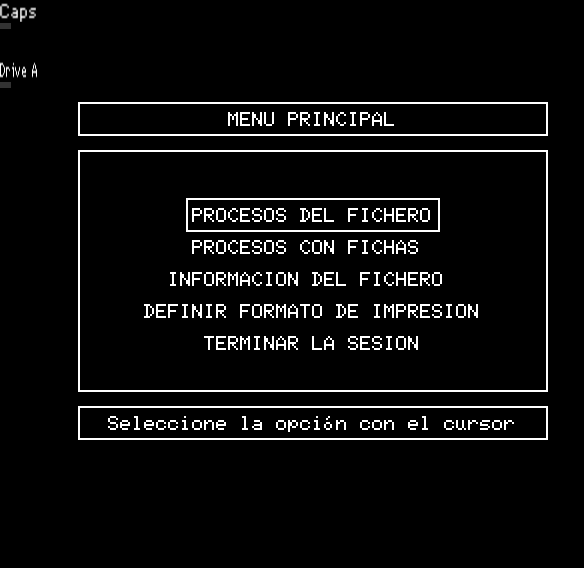 Caps
Drive A
MENU PRINCIPAL
PROCESOS DEL FICHERO
PROCESOS CON FICHAS
INFORMACION DEL FICHERO
DEFINIR FORMATO DE IMPRESION
TERMINAR LA SESION
Seleccione la opción con el cursor